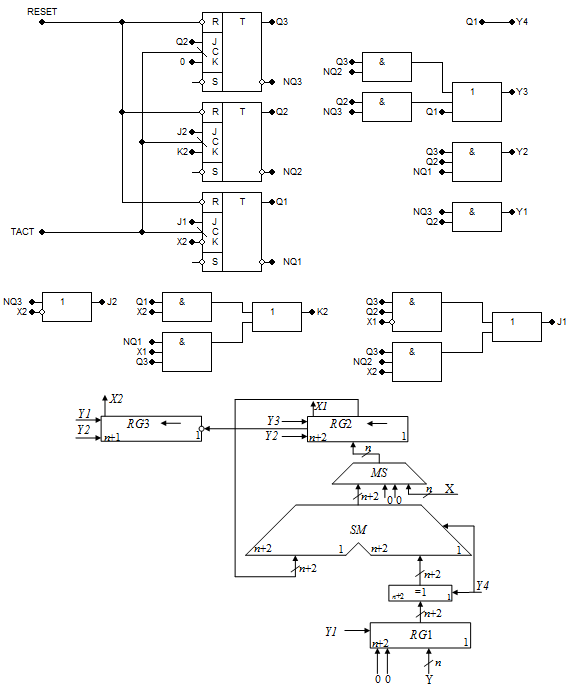 RESET
R T Q3
Q2 J
C
0 K
S NQ3
R T Q2
J2 J
C
K2 K
S NQ2
R T Q1
J1 J
TACT C
X2 K
S NQ1
Q1 Y4
Q3 &
NQ2
1 Y3
Q2 &
NQ3 Q1
Q3 & Y2
Q2
NQ1
NQ3 & Y1
Q2
NQ3 1 J2
X2
Q1 &
X2
1 K2
NQ1 &
X1
Q3
Q3 &
Q2
X1
1 J1
Q3 &
NQ2
X2
X2
Y1 RG3
Y2 n+1 1
X1
Y3 RG2
Y2 n+2 1
n
MS
n+2 0 0 n X
SM
n+2 1 n+2 1
n+2 n+2
=1 Y4
n+2 1
n+2
Y1 RG1
n+2 1
n
0 0 Y